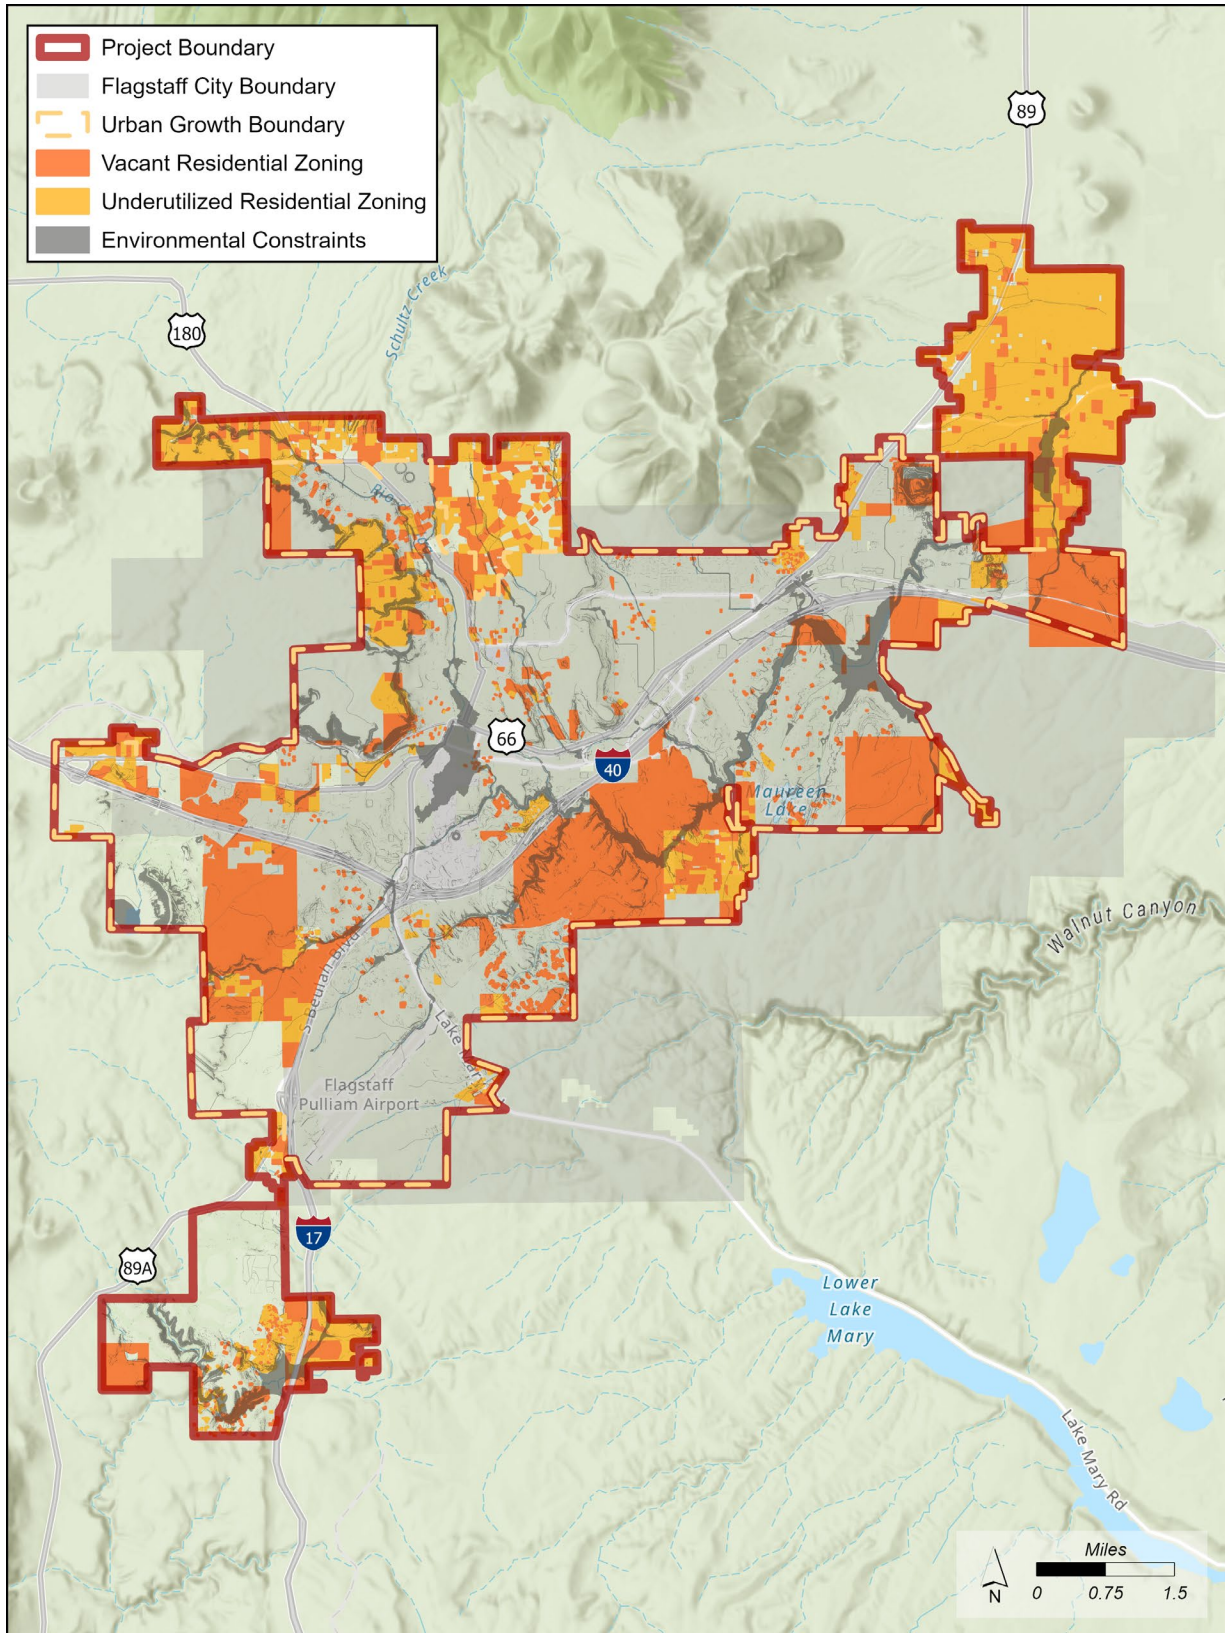 Project Boundary
Flagstaff City Boundary
Urban Growth Boundary
Vacant Residential Zoning
Underutilized Residential Zoning
Environmental Constraints
89
Schultz Creek
180
66
40
Maureen
Lake
Walnut Canyon
S Beulah Blvd
Flagstaff
Pulliam Airport
17
89A
Lower
Lake
Mary
Lake Mary Rd
Miles
N
0 0.75 1.5